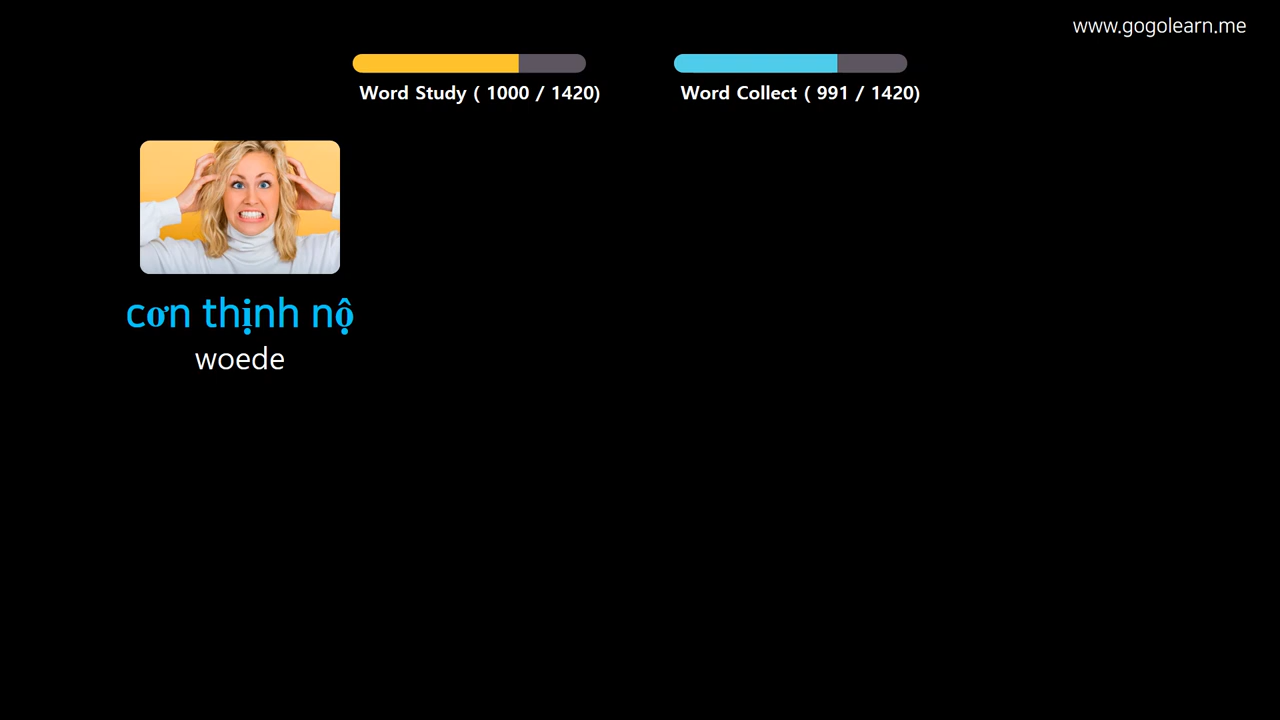 www.gogolearn.me
Word Study ( 1000 / 1420)
Word Collect ( 991 / 1420)
cơn thịnh nộ
woede